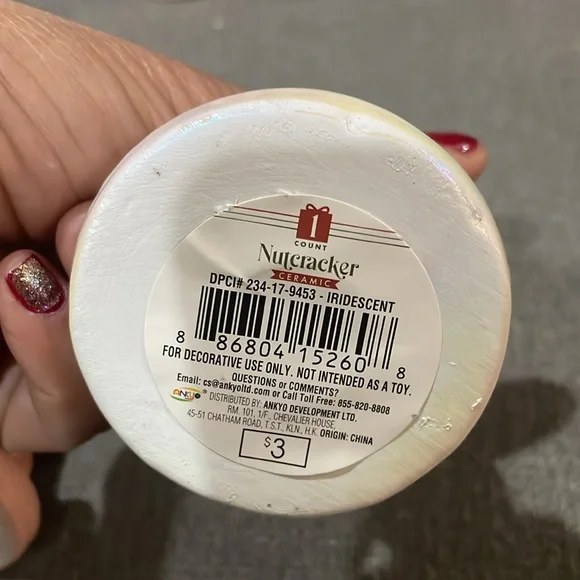 1
COUNT
Nutcracker
CERAMIC
DPCI# 234-17-9453 - IRIDESCENT
8 86804 15260 8
FOR DECORATIVE USE ONLY. NOT INTENDED AS A TOY.
QUESTIONS or COMMENTS?
Email: cs@ankyoltd.com or Call Toll Free: 855-820-8808
ANKYO
DISTRIBUTED BY: ANKYO DEVELOPMENT LTD,
RM. 101, 1/F., CHEVALIER HOUSE,
45-51 CHATHAM ROAD, T.S.T., KLN., H.K. ORIGIN: CHINA
$3